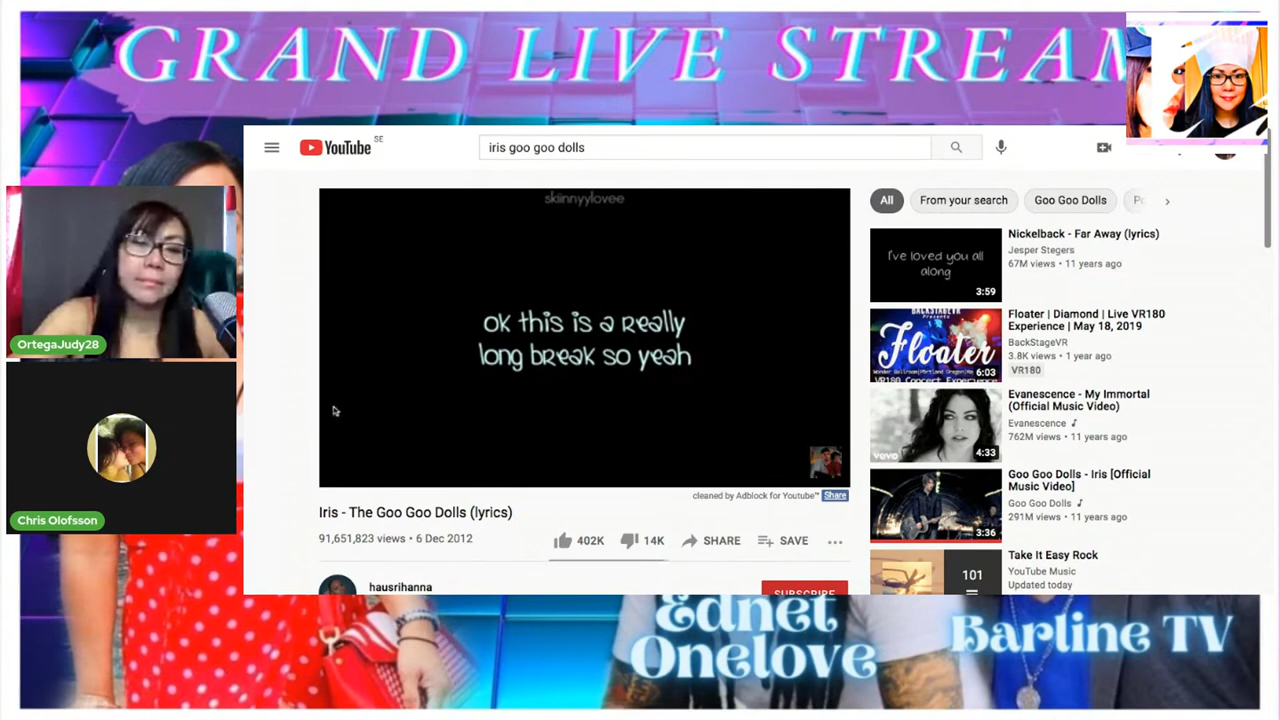 GRAND LIVE STREAM
YouTube SE
iris goo goo dolls
skiinnyylovee
ok this is a really
long break so yeah
cleaned by Adblock for Youtube™ Share
Iris - The Goo Goo Dolls (lyrics)
91,651,823 views • 6 Dec 2012
402K
14K
SHARE
SAVE
hausrihanna
SUBSCRIBE
All
From your search
Goo Goo Dolls
I've loved you all
along
3:59
Nickelback - Far Away (lyrics)
Jesper Stegers
67M views • 11 years ago
BACKSTAGEVR
Presents
Floater
VR180 Concert Experience
6:03
Floater | Diamond | Live VR180
Experience | May 18, 2019
BackStageVR
3.8K views • 1 year ago
VR180
vevo
4:33
Evanescence - My Immortal
(Official Music Video)
Evanescence
762M views • 11 years ago
3:36
Goo Goo Dolls - Iris [Official
Music Video]
Goo Goo Dolls
291M views • 11 years ago
101
Take It Easy Rock
YouTube Music
Updated today
OrtegaJudy28
Chris Olofsson
Ednet
Onelove
Barline TV